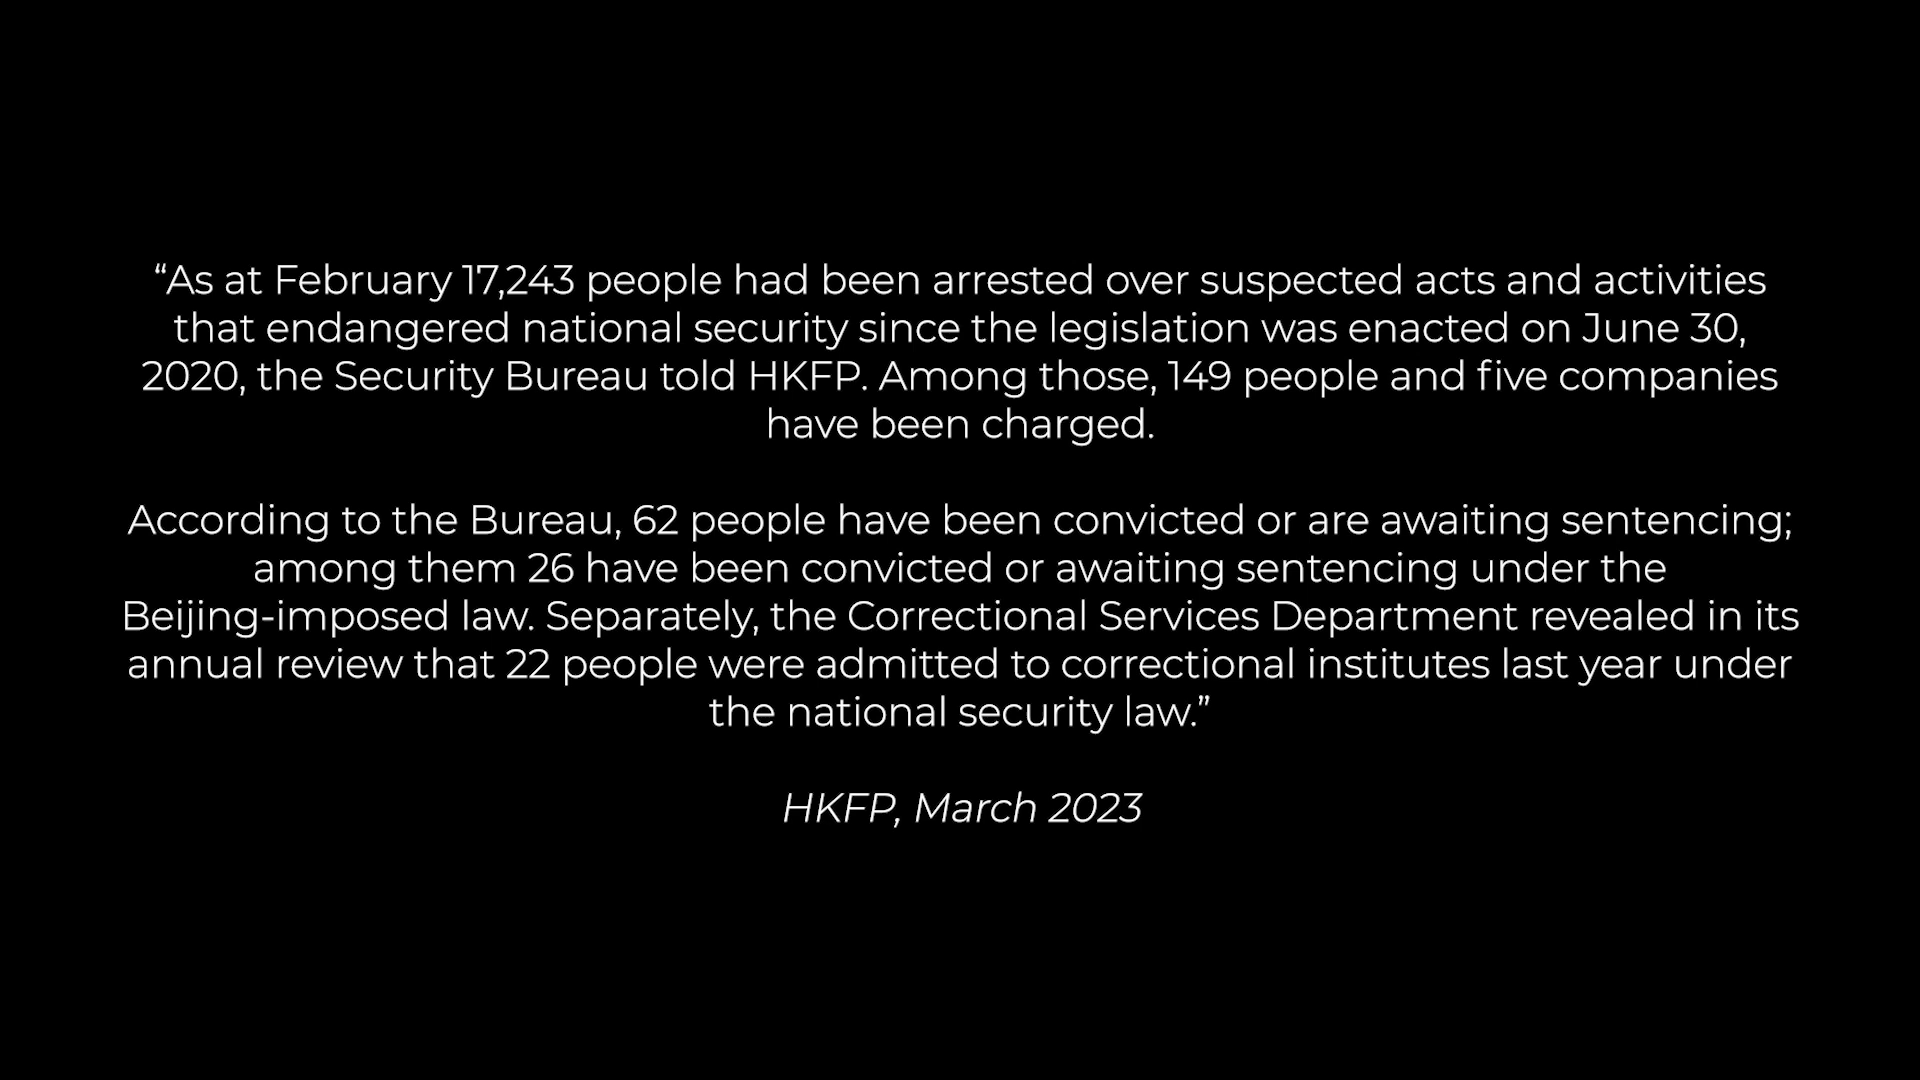 “As at February 17,243 people had been arrested over suspected acts and activities
that endangered national security since the legislation was enacted on June 30,
2020, the Security Bureau told HKFP. Among those, 149 people and five companies
have been charged.
According to the Bureau, 62 people have been convicted or are awaiting sentencing;
among them 26 have been convicted or awaiting sentencing under the
Beijing-imposed law. Separately, the Correctional Services Department revealed in its
annual review that 22 people were admitted to correctional institutes last year under
the national security law.”
HKFP, March 2023